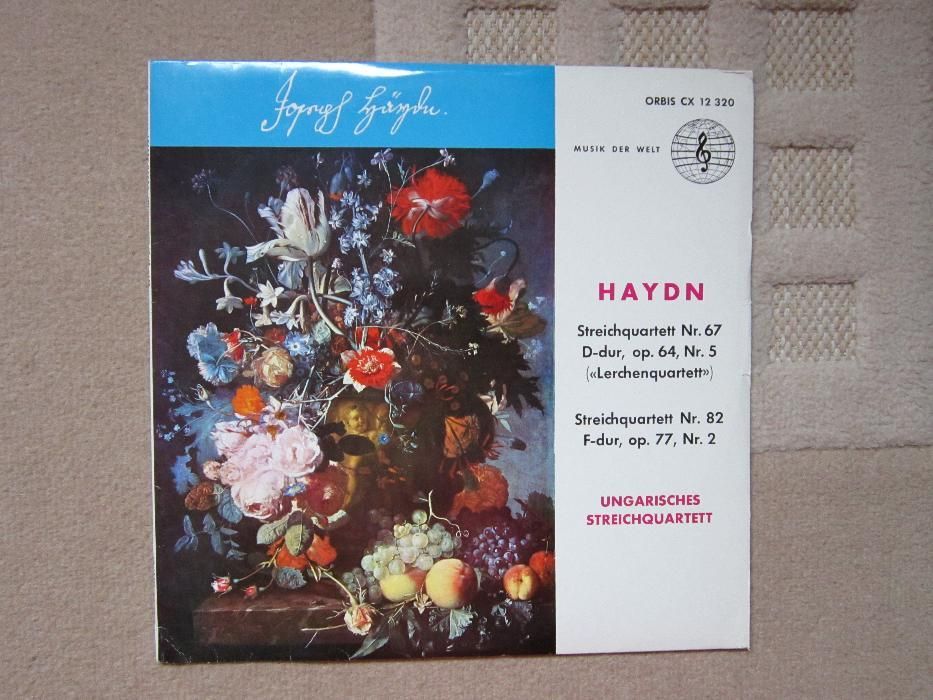 Joseph Haydn.
ORBIS CX 12 320
MUSIK DER WELT
HAYDN
Streichquartett Nr. 67
D-dur, op. 64, Nr. 5
(«Lerchenquartett»)
Streichquartett Nr. 82
F-dur, op. 77, Nr. 2
UNGARISCHES
STREICHQUARTETT